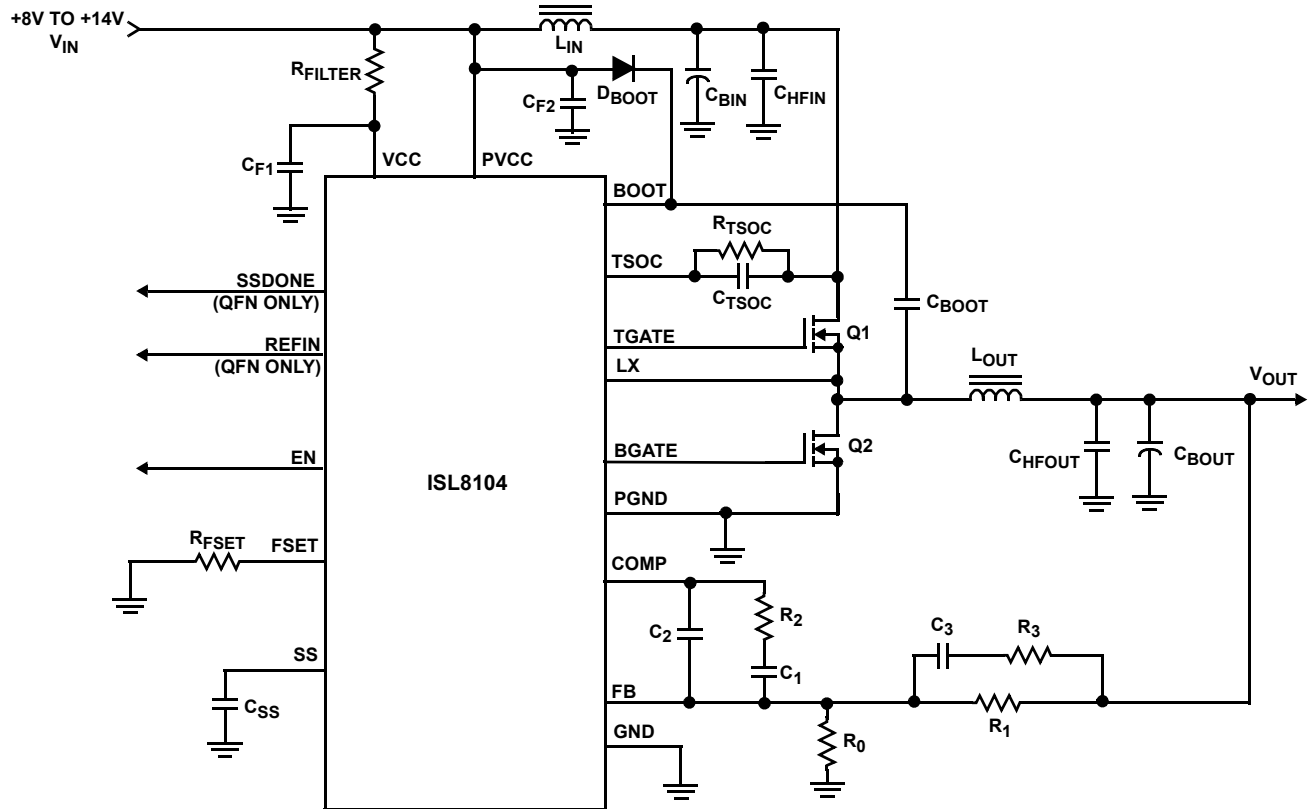 +8V TO +14V
VIN
LIN
RFILTER
CF2
DBOOT
CBIN
CHFIN
CF1
VCC
PVCC
BOOT
RTSOC
TSOC
CTSOC
SSDONE
(QFN ONLY)
CBOOT
REFIN
(QFN ONLY)
TGATE
Q1
LX
LOUT
VOUT
EN
BGATE
Q2
CHFOUT
CBOUT
ISL8104
PGND
RFSET
FSET
COMP
C2
R2
C3
R3
SS
C1
FB
CSS
R1
GND
R0